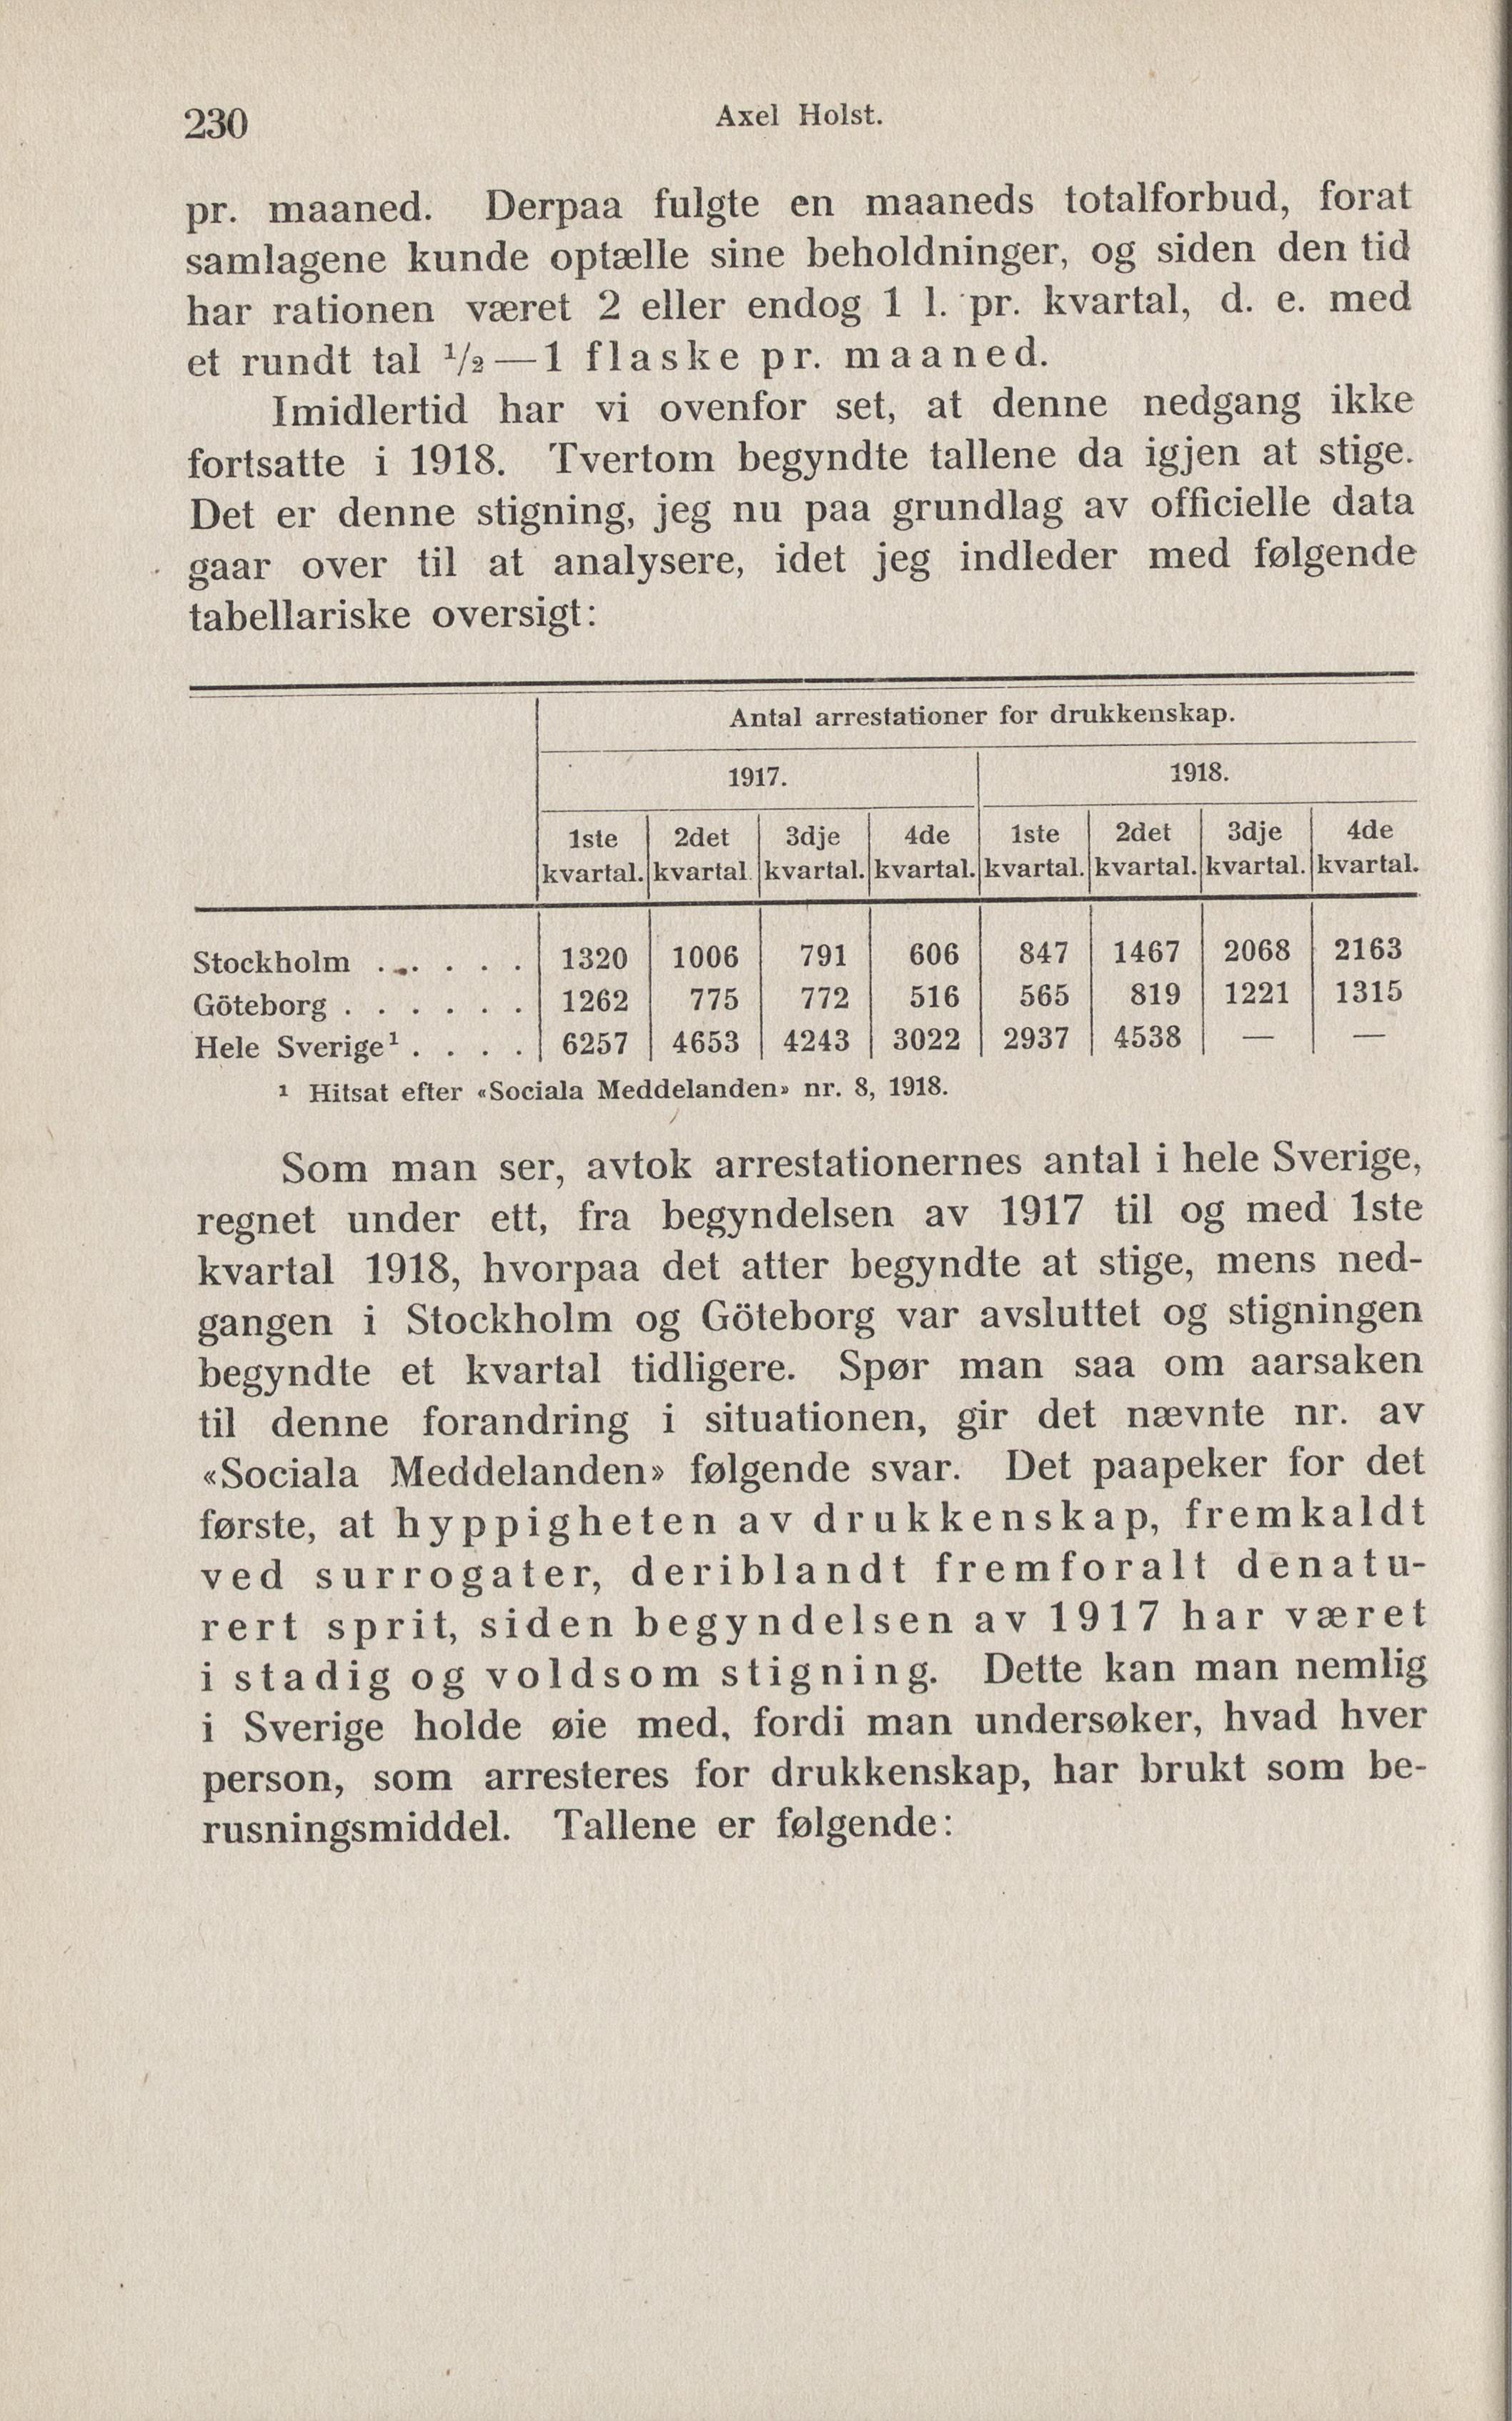 230
Axel Holst.
pr. maaned. Derpaa fulgte en maaneds totalforbud, forat
samlagene kunde optælle sine beholdninger, og siden den tid
har rationen været 2 eller endog 1 l. pr. kvartal, d. e. med
et rundt tal ¹/₂—1 flaske pr. maaned.
Imidlertid har vi ovenfor set, at denne nedgang ikke
fortsatte i 1918. Tvertom begyndte tallene da igjen at stige.
Det er denne stigning, jeg nu paa grundlag av officielle data
gaar over til at analysere, idet jeg indleder med følgende
tabellariske oversigt:
Antal arrestationer for drukkenskap.
1917. 1918.
1ste 2det 3dje 4de 1ste 2det 3dje 4de
kvartal. kvartal. kvartal. kvartal. kvartal. kvartal. kvartal. kvartal.
Stockholm . . . . . . 1320 1006 791 606 847 1467 2068 2163
Göteborg . . . . . . 1262 775 772 516 565 819 1221 1315
Hele Sverige¹ . . . . 6257 4653 4243 3022 2937 4538 — —
¹ Hitsat efter «Sociala Meddelanden» nr. 8, 1918.
Som man ser, avtok arrestationernes antal i hele Sverige,
regnet under ett, fra begyndelsen av 1917 til og med 1ste
kvartal 1918, hvorpaa det atter begyndte at stige, mens ned-
gangen i Stockholm og Göteborg var avsluttet og stigningen
begyndte et kvartal tidligere. Spør man saa om aarsaken
til denne forandring i situationen, gir det nævnte nr. av
«Sociala Meddelanden» følgende svar. Det paapeker for det
første, at hyppigheten av drukkenskap, fremkaldt
ved surrogater, deriblandt fremforalt denatu-
rert sprit, siden begyndelsen av 1917 har været
i stadig og voldsom stigning. Dette kan man nemlig
i Sverige holde øie med, fordi man undersøker, hvad hver
person, som arresteres for drukkenskap, har brukt som be-
rusningsmiddel. Tallene er følgende: